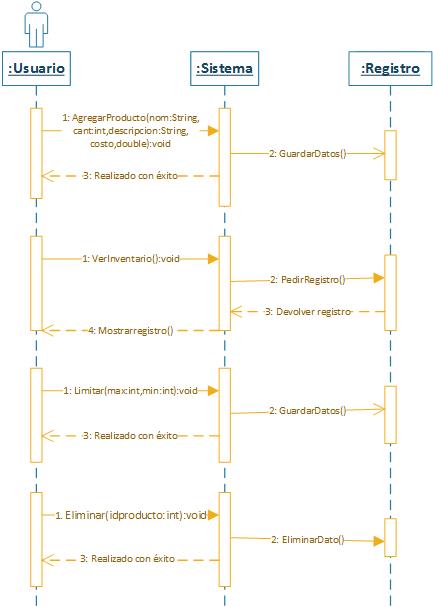 :Usuario
:Sistema
:Registro
1: AgregarProducto(nom:String,
cant:int,descripcion:String,
costo,double):void
2: GuardarDatos()
3: Realizado con éxito
1: VerInventario():void
2: PedirRegistro()
3: Devolver registro
4: Mostrarregistro()
1: Limitar(max:int,min:int):void
2: GuardarDatos()
3: Realizado con éxito
1. Eliminar(idproducto:int):void
2: EliminarDato()
3: Realizado con éxito